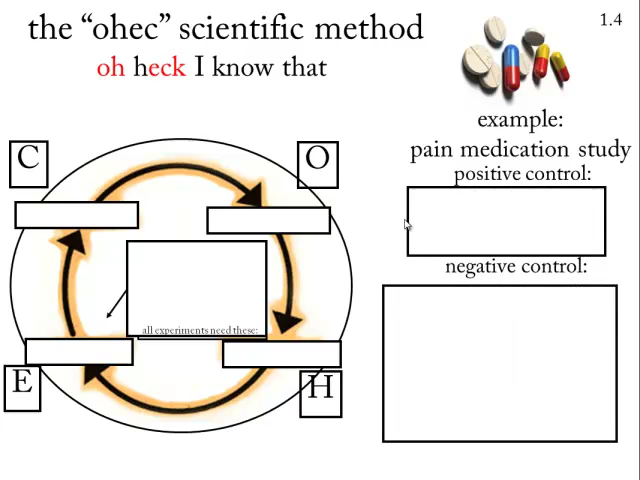 the “ohec” scientific method
1.4
oh heck I know that
example:
pain medication study
positive control:
negative control:
C
O
all experiments need these:
E
H